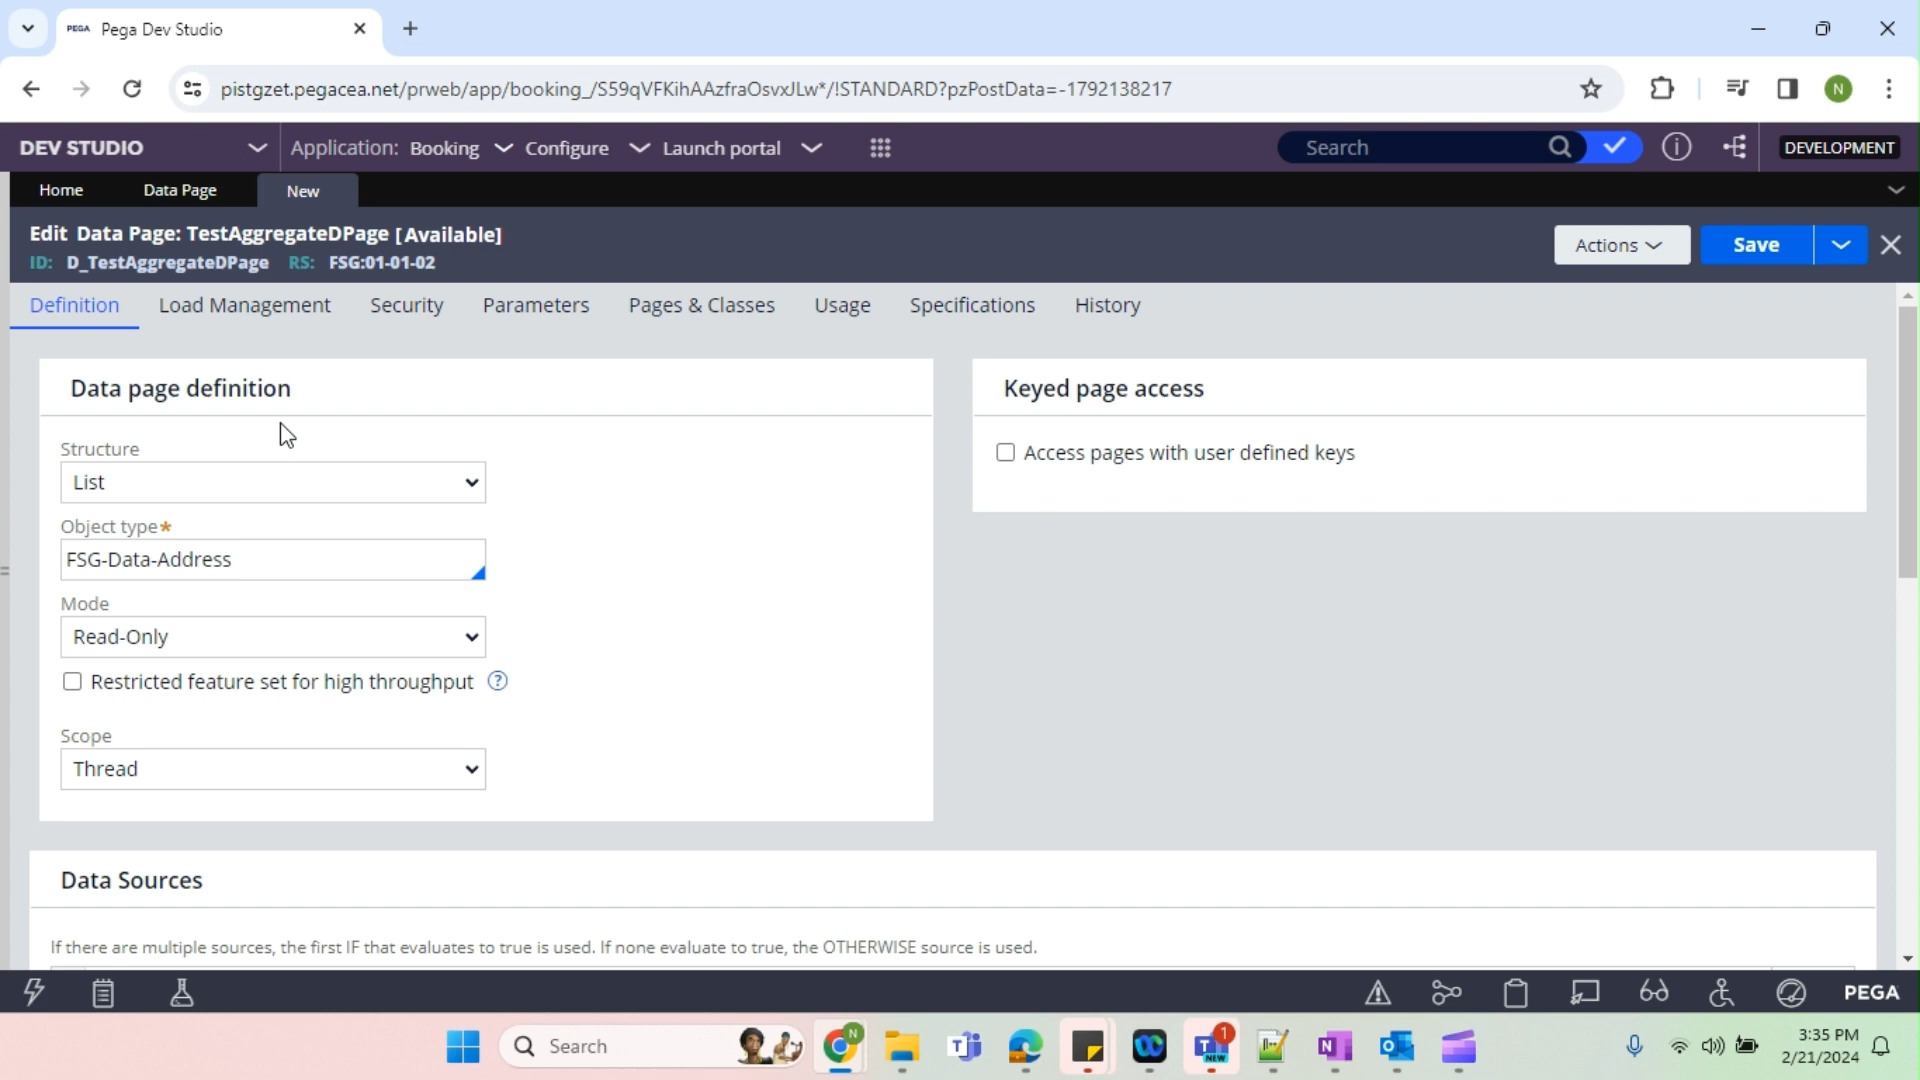 PEGA Pega Dev Studio
pistgzet.pegacea.net/prweb/app/booking_/S59qVFKihAAzfraOsvxJLw*/!STANDARD?pzPostData=-1792138217
N
DEV STUDIO Application: Booking Configure Launch portal Search DEVELOPMENT
Home Data Page New
Edit Data Page: TestAggregateDPage [Available]
ID: D_TestAggregateDPage RS: FSG:01-01-02
Actions Save
Definition Load Management Security Parameters Pages & Classes Usage Specifications History
Data page definition
Structure
List
Object type*
FSG-Data-Address
Mode
Read-Only
Restricted feature set for high throughput ?
Scope
Thread
Keyed page access
Access pages with user defined keys
Data Sources
If there are multiple sources, the first IF that evaluates to true is used. If none evaluate to true, the OTHERWISE source is used.
PEGA
Search
N
T
T
NEW
1
N
O
3:35 PM
2/21/2024